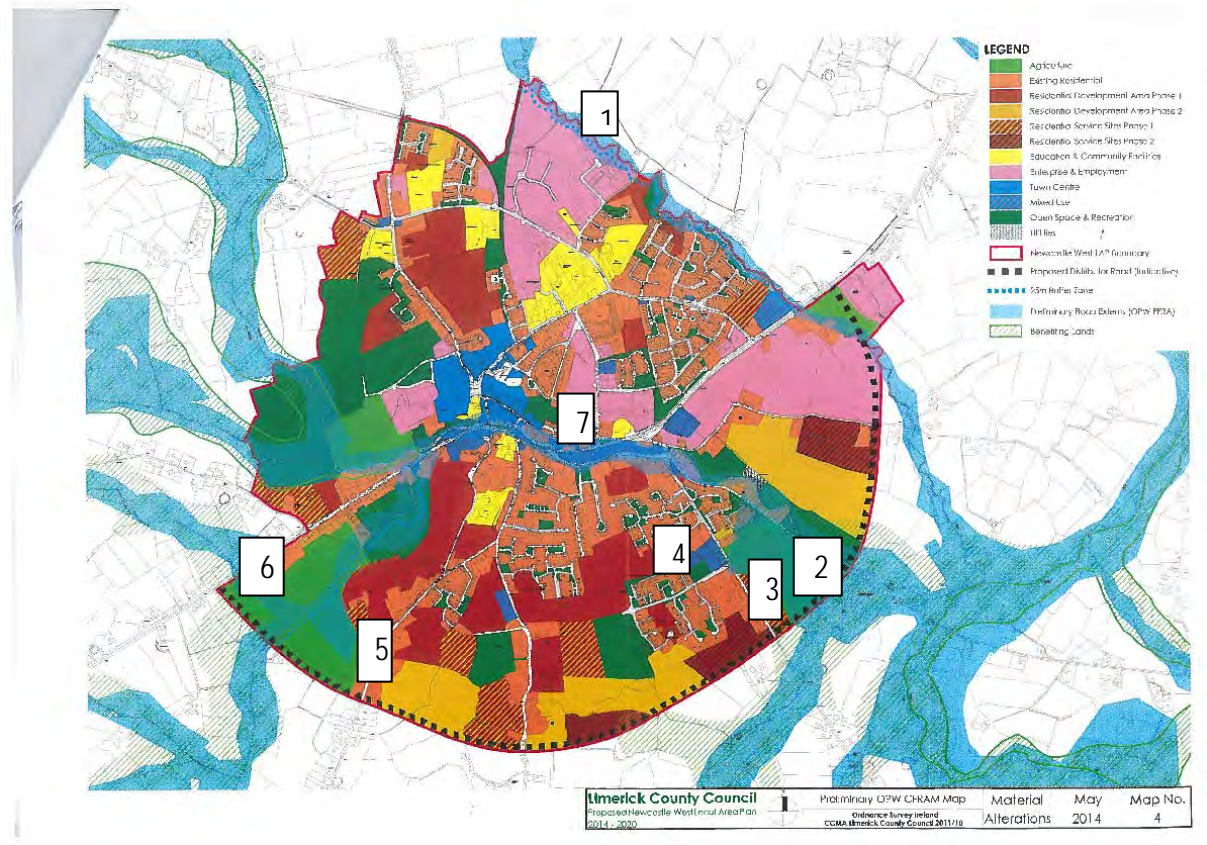 LEGEND
Agriculture
Existing Residential
Residential Development Area Phase 1
Residential Development Area Phase 2
Residential Service Sites Phase 1
Residential Service Sites Phase 2
Education & Community Facilities
Enterprise & Employment
Town Centre
Mixed Use
Open Space & Recreation
Utilities
Newcastle West LAP Boundary
Proposed Distributor Road (Indicative)
25m Buffer Zone
Preliminary Flood Extents (OPW PFRA)
Benefiting Lands
1
7
4
2
6
3
5
Limerick County Council
Proposed Newcastle West Local Area Plan
2014 - 2020
Preliminary OPW CFRAM Map
Ordnance Survey Ireland
CCMA Limerick County Council 2011/10
Material
Alterations
May
2014
Map No.
4